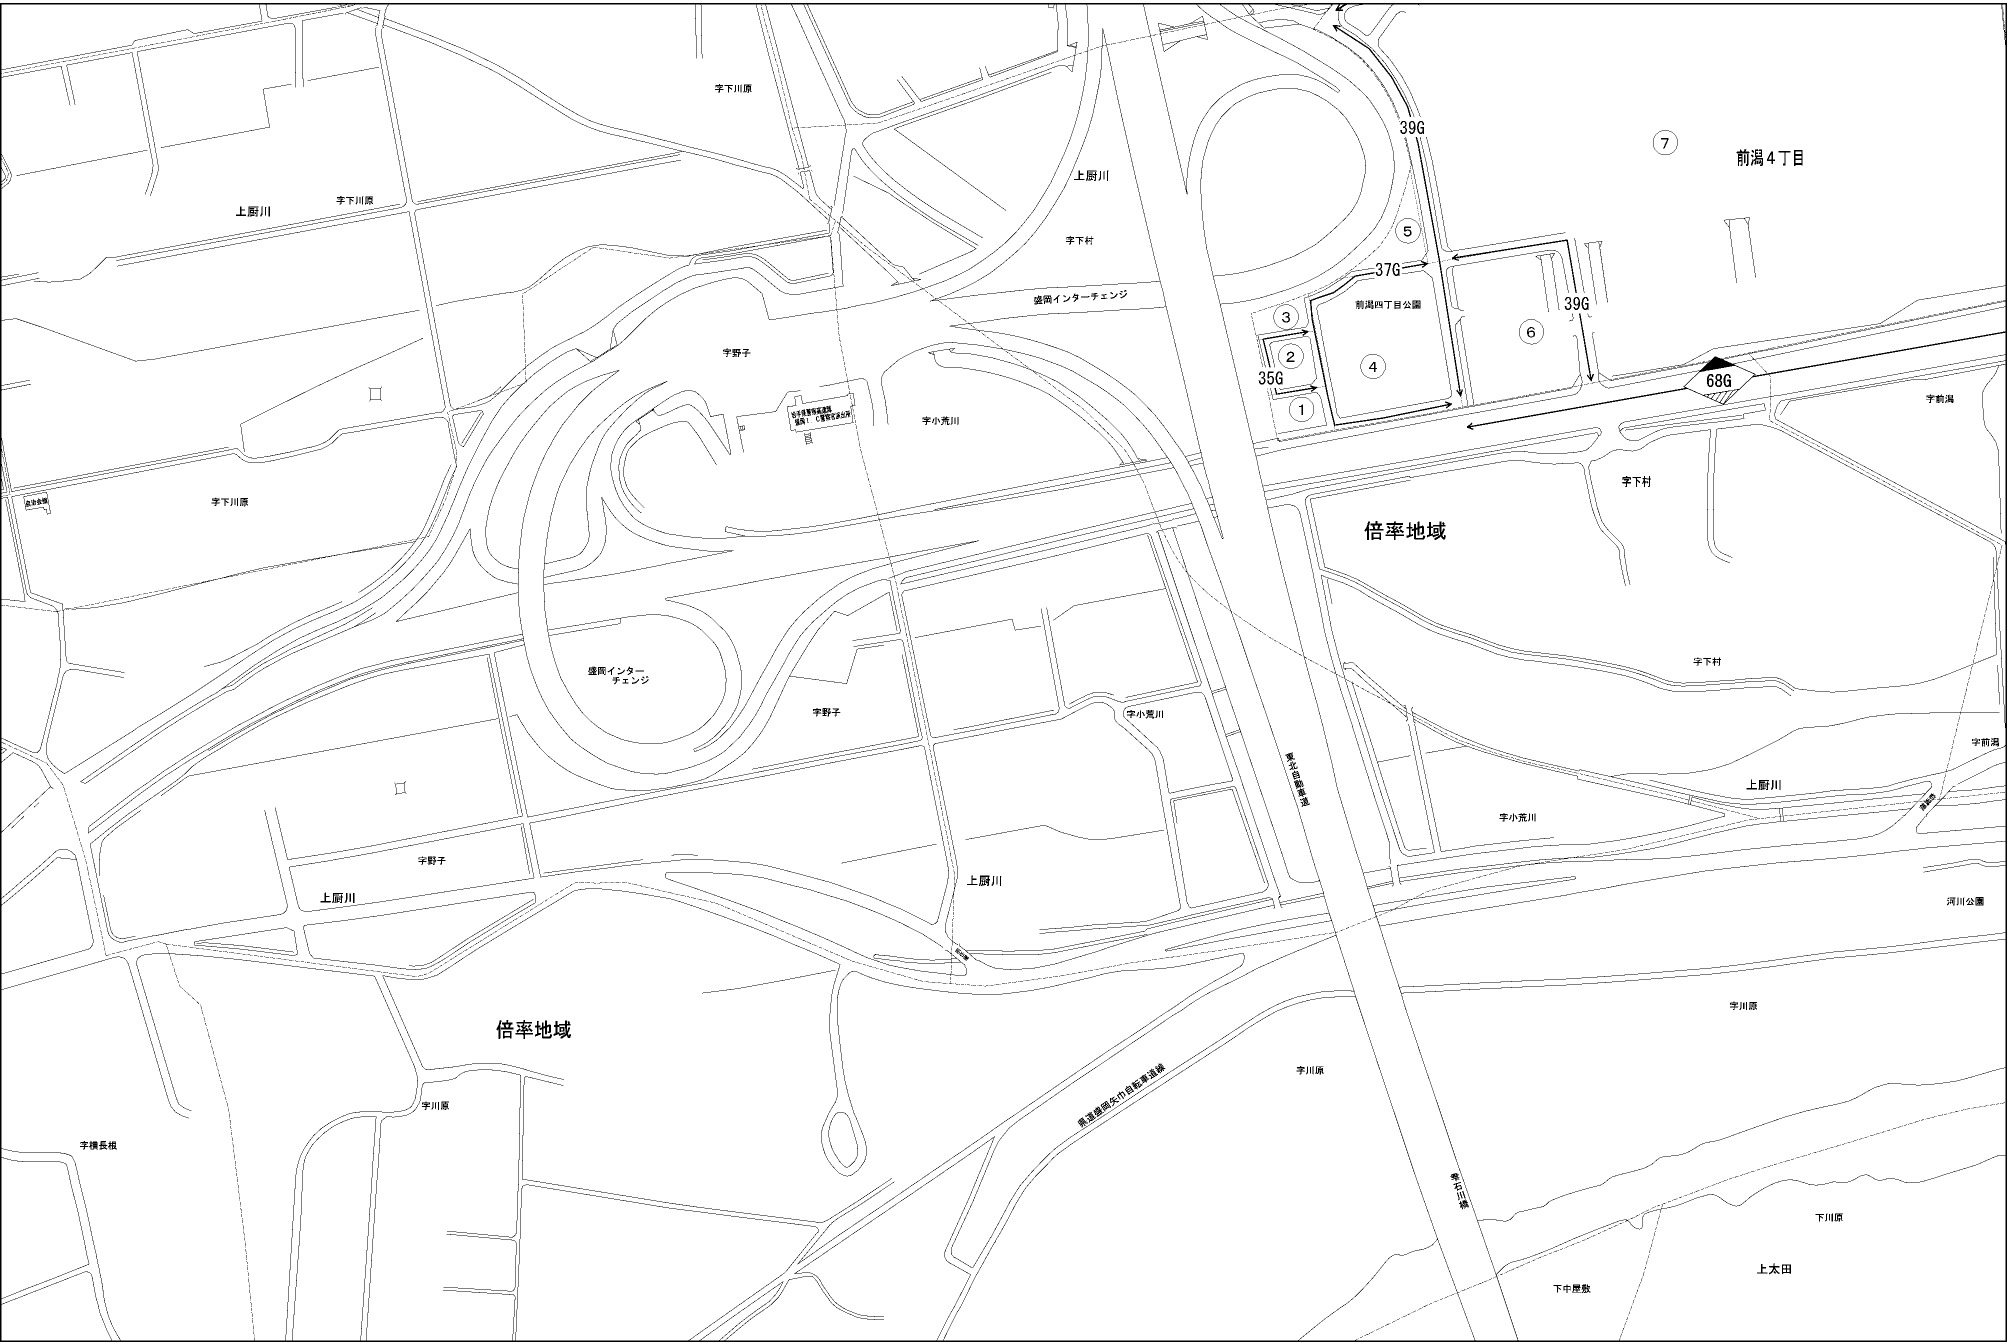 字下川原
39G
⑦
前潟4丁目
上厨川
字下川原
上厨川
⑤
字下村
37G
盛岡インターチェンジ
39G
前潟四丁目公園
③
⑥
字野子
②
④
35G
68G
字前潟
①
岩手県警察高速隊
字小荒川
字下村
字下川原
倍率地域
字下村
盛岡インター
チェンジ
字野子
字小荒川
字前潟
東北自動車道
上厨川
字小荒川
字野子
上厨川
上厨川
河川公園
字川原
倍率地域
字川原
県道盛岡矢巾自転車道線
字川原
字横長根
雫石川橋
下川原
上太田
下中屋敷